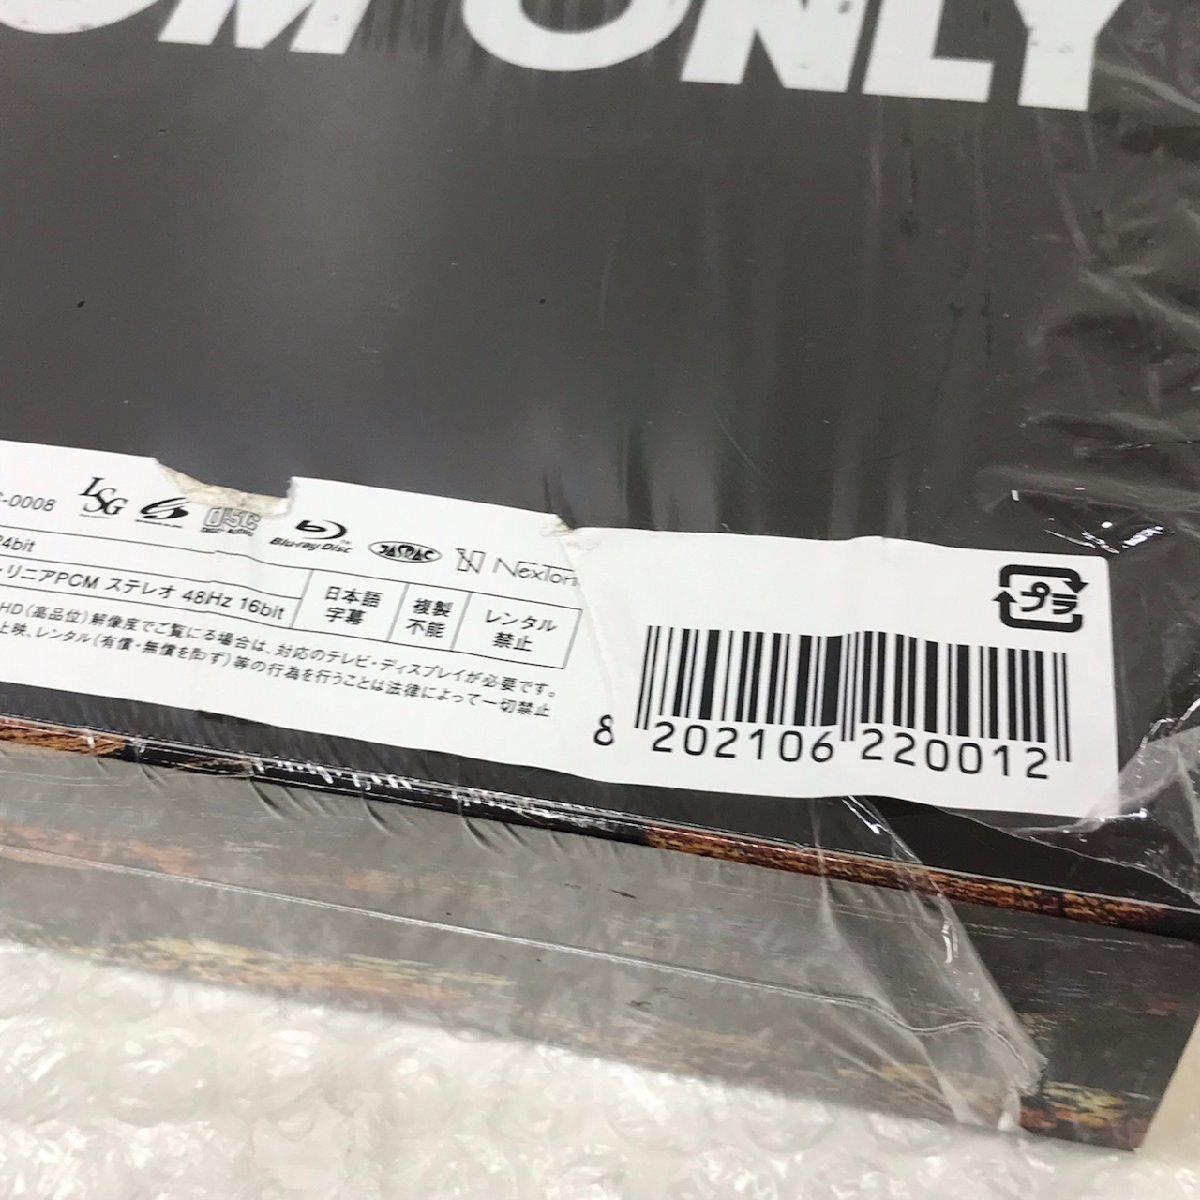 OM ONLY
-0008 LSG DISC Blu-ray Disc JASRAC NexTon
24bit
・リニアPCM ステレオ 48Hz 16bit
日本語
字幕
複製
不能
レンタル
禁止
HD(高品位)解像度でご覧になる場合は、対応のテレビ・ディスプレイが必要です。
上映、レンタル(有償・無償を問わず)等の行為を行うことは法律によって一切禁止
プラ
8 202106 220012